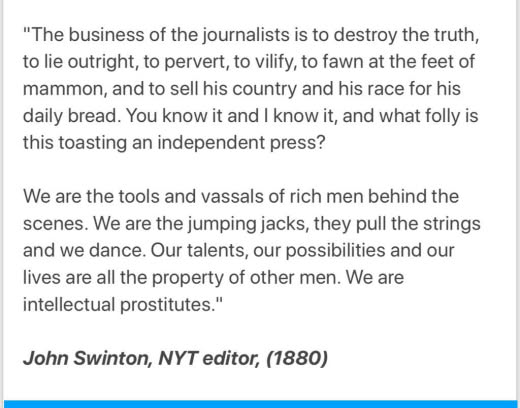 "The business of the journalists is to destroy the truth,
to lie outright, to pervert, to vilify, to fawn at the feet of
mammon, and to sell his country and his race for his
daily bread. You know it and I know it, and what folly is
this toasting an independent press?
We are the tools and vassals of rich men behind the
scenes. We are the jumping jacks, they pull the strings
and we dance. Our talents, our possibilities and our
lives are all the property of other men. We are
intellectual prostitutes."
John Swinton, NYT editor, (1880)